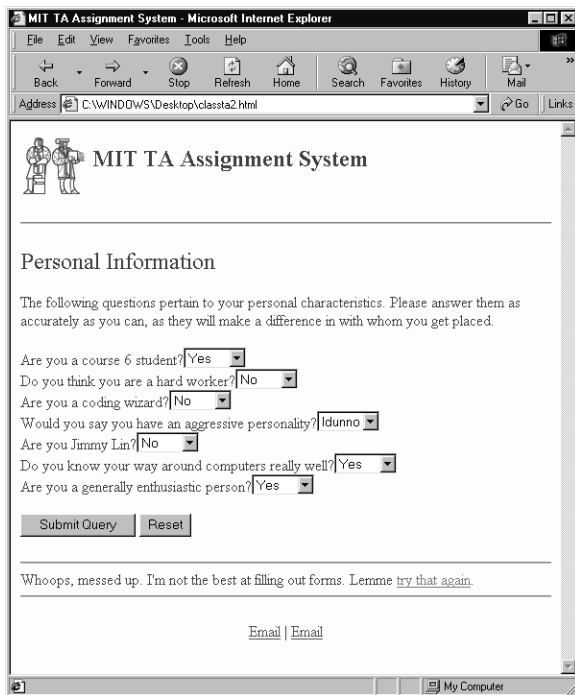 MIT TA Assignment System - Microsoft Internet Explorer
File Edit View Favorites Tools Help
Back Forward Stop Refresh Home Search Favorites History Mail »
Address C:\WINDOWS\Desktop\classta2.html Go Links
MIT TA Assignment System
Personal Information
The following questions pertain to your personal characteristics. Please answer them as
accurately as you can, as they will make a difference in with whom you get placed.
Are you a course 6 student? Yes
Do you think you are a hard worker? No
Are you a coding wizard? No
Would you say you have an aggressive personality? Idunno
Are you Jimmy Lin? No
Do you know your way around computers really well? Yes
Are you a generally enthusiastic person? Yes
Submit Query Reset
Whoops, messed up. I'm not the best at filling out forms. Lemme try that again.
Email | Email
My Computer